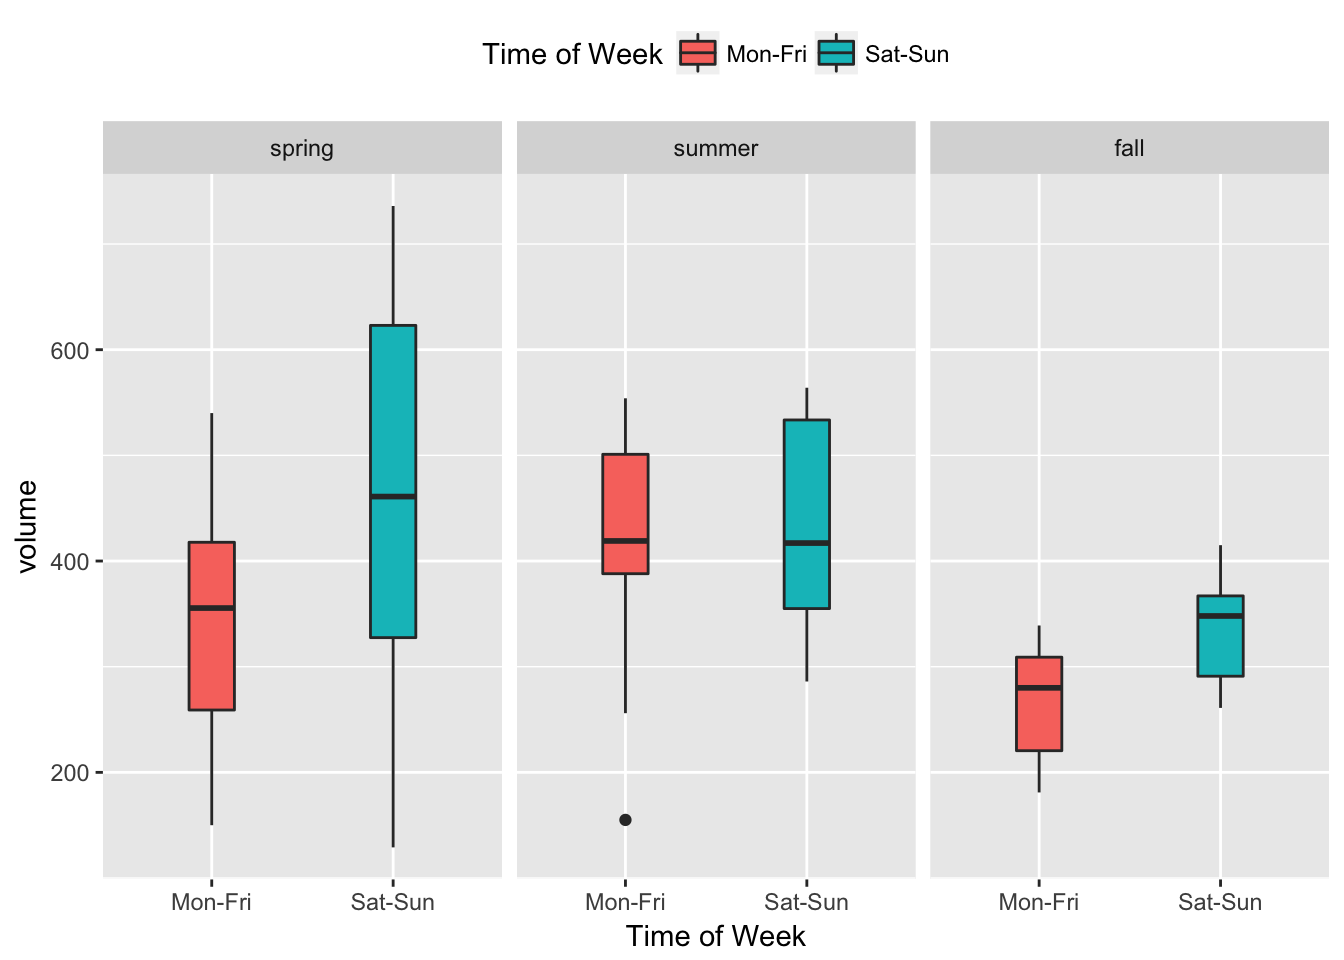 Time of Week Mon-Fri Sat-Sun
spring summer fall
600
400
200
volume
Mon-Fri Sat-Sun Mon-Fri Sat-Sun Mon-Fri Sat-Sun
Time of Week